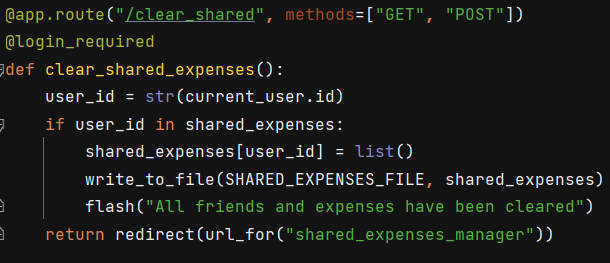 @app.route("/clear_shared", methods=["GET", "POST"])
@login_required
def clear_shared_expenses():
    user_id = str(current_user.id)
    if user_id in shared_expenses:
        shared_expenses[user_id] = list()
        write_to_file(SHARED_EXPENSES_FILE, shared_expenses)
        flash("All friends and expenses have been cleared")
    return redirect(url_for("shared_expenses_manager"))